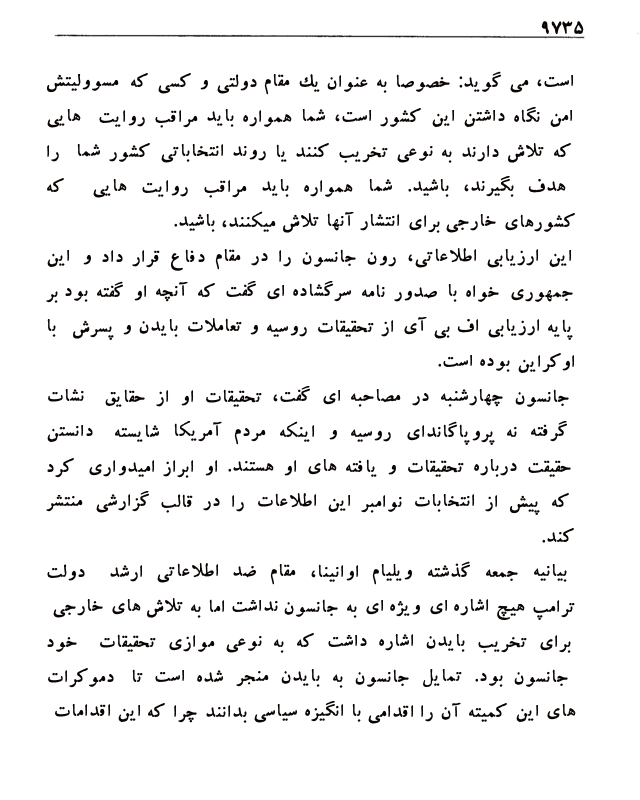 ۹۷۳۵
است، می گوید: خصوصا به عنوان یك مقام دولتی و کسی که مسوولیتش
امن نگاه داشتن این کشور است، شما همواره باید مراقب روایت هایی
که تلاش دارند به نوعی تخریب کنند یا روند انتخاباتی کشور شما را
هدف بگیرند، باشید. شما همواره باید مراقب روایت هایی که
کشورهای خارجی برای انتشار آنها تلاش میکنند، باشید.
این ارزیابی اطلاعاتی، رون جانسون را در مقام دفاع قرار داد و این
جمهوری خواه با صدور نامه سرگشاده ای گفت که آنچه او گفته بود بر
پایه ارزیابی اف بی آی از تحقیقات روسیه و تعاملات بایدن و پسرش با
اوکراین بوده است.
جانسون چهارشنبه در مصاحبه ای گفت، تحقیقات او از حقایق نشات
گرفته نه پروپاگاندای روسیه و اینکه مردم آمریکا شایسته دانستن
حقیقت درباره تحقیقات و یافته های او هستند. او ابراز امیدواری کرد
که پیش از انتخابات نوامبر این اطلاعات را در قالب گزارشی منتشر
کند.
بیانیه جمعه گذشته ویلیام اوانینا، مقام ضد اطلاعاتی ارشد دولت
ترامپ هیچ اشاره ای ویژه ای به جانسون نداشت اما به تلاش های خارجی
برای تخریب بایدن اشاره داشت که به نوعی موازی تحقیقات خود
جانسون بود. تمایل جانسون به بایدن منجر شده است تا دموکرات
های این کمیته آن را اقدامی با انگیزه سیاسی بدانند چرا که این اقدامات